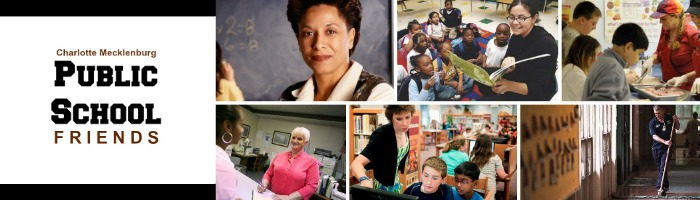 Charlotte Mecklenburg
PUBLIC
SCHOOL
FRIENDS